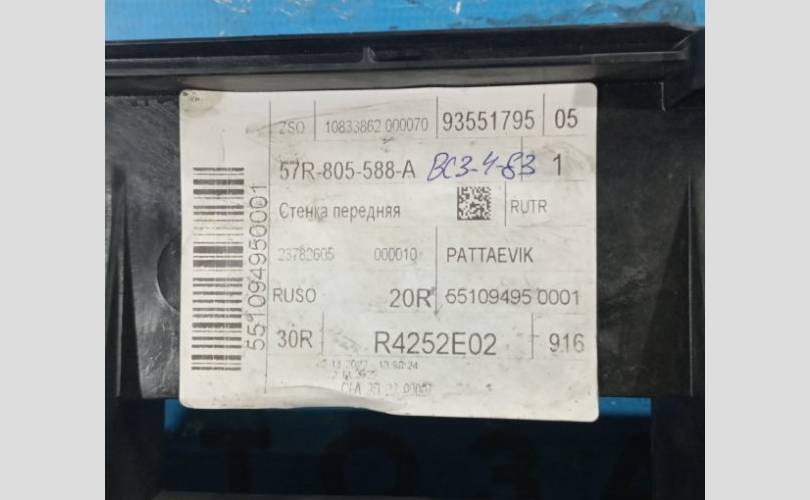 ZSO 10833862 000070 93551795 05
57R-805-588-A ВС3-4-83 1
Стенка передняя RUTR
23782605 000010 PATTAEVIK
RUSO 20R 55109495 0001
30R R4252E02 916
551094950001